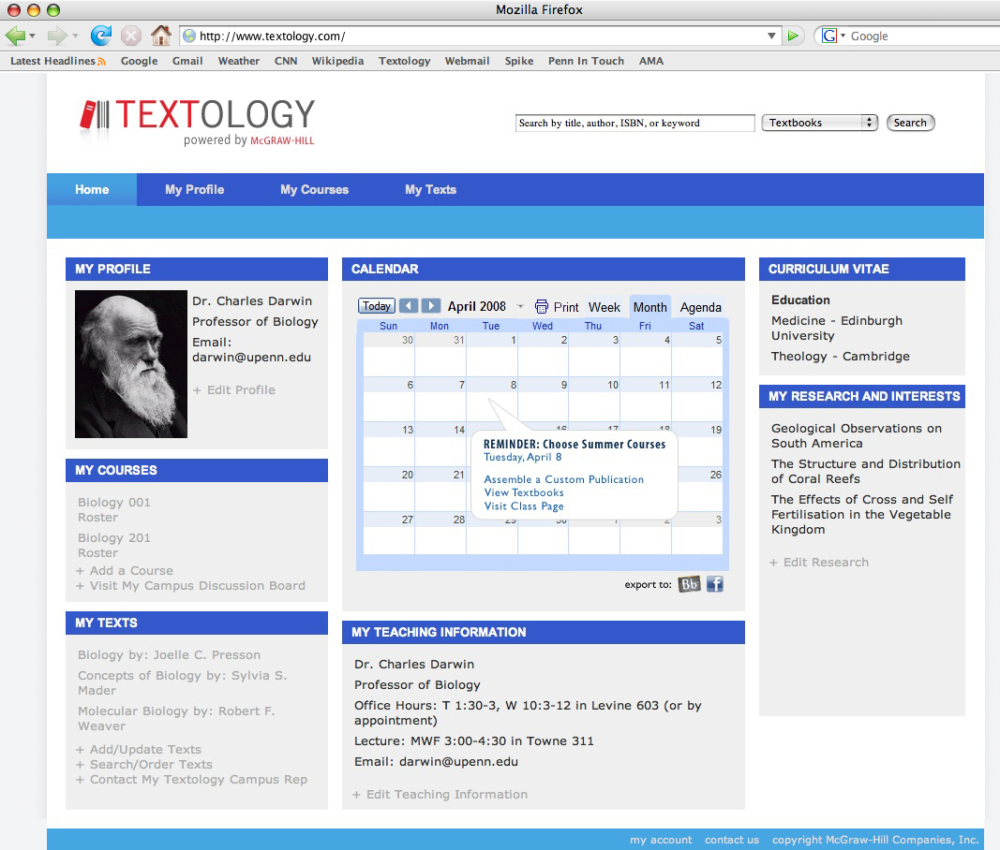 Mozilla Firefox
http://www.textology.com/
G Google
Latest Headlines Google Gmail Weather CNN Wikipedia Textology Webmail Spike Penn In Touch AMA
TEXTOLOGY
powered by McGRAW-HILL
Search by title, author, ISBN, or keyword Textbooks Search
Home My Profile My Courses My Texts
MY PROFILE
Dr. Charles Darwin
Professor of Biology
Email:
darwin@upenn.edu
+ Edit Profile
MY COURSES
Biology 001
Roster
Biology 201
Roster
+ Add a Course
+ Visit My Campus Discussion Board
MY TEXTS
Biology by: Joelle C. Presson
Concepts of Biology by: Sylvia S.
Mader
Molecular Biology by: Robert F.
Weaver
+ Add/Update Texts
+ Search/Order Texts
+ Contact My Textology Campus Rep
CALENDAR
Today April 2008 Print Week Month Agenda
Sun Mon Tue Wed Thu Fri Sat
30 31 1 2 3 4 5
6 7 8 9 10 11 12
13 14 16 17 18 19
REMINDER: Choose Summer Courses
Tuesday, April 8
Assemble a Custom Publication
View Textbooks
Visit Class Page
20 21 26
27 28 29 30 1 2 3
export to: Bb f
MY TEACHING INFORMATION
Dr. Charles Darwin
Professor of Biology
Office Hours: T 1:30-3, W 10:3-12 in Levine 603 (or by
appointment)
Lecture: MWF 3:00-4:30 in Towne 311
Email: darwin@upenn.edu
+ Edit Teaching Information
CURRICULUM VITAE
Education
Medicine - Edinburgh
University
Theology - Cambridge
MY RESEARCH AND INTERESTS
Geological Observations on
South America
The Structure and Distribution
of Coral Reefs
The Effects of Cross and Self
Fertilisation in the Vegetable
Kingdom
+ Edit Research
my account contact us copyright McGraw-Hill Companies, Inc.